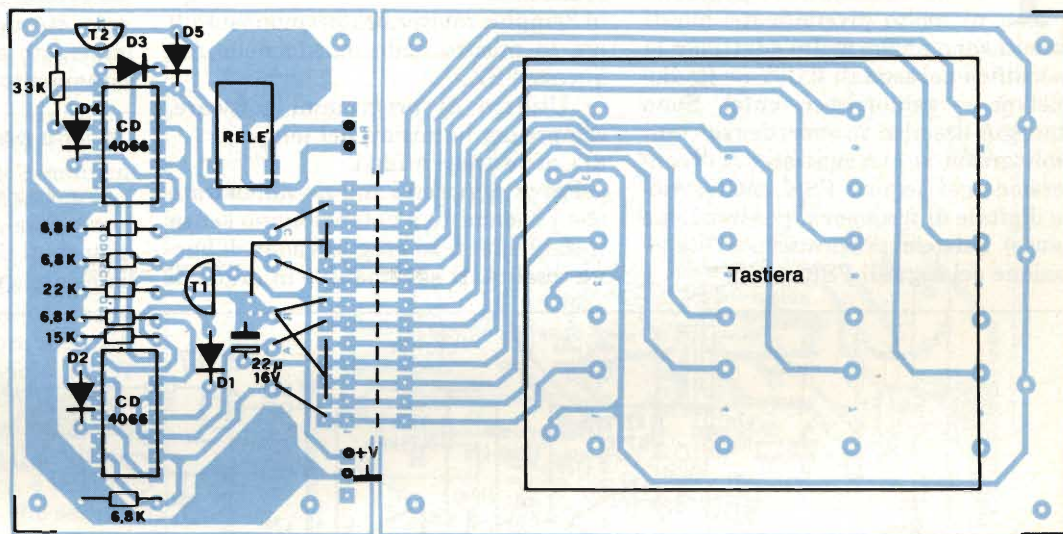 T2
D3
D5
33K
D4
CD
4066
RELE'
6,8K
6,8K
22K
6,8K
15K
T1
D2
D1
22µ
16V
CD
4066
+V
6,8K
Tastiera